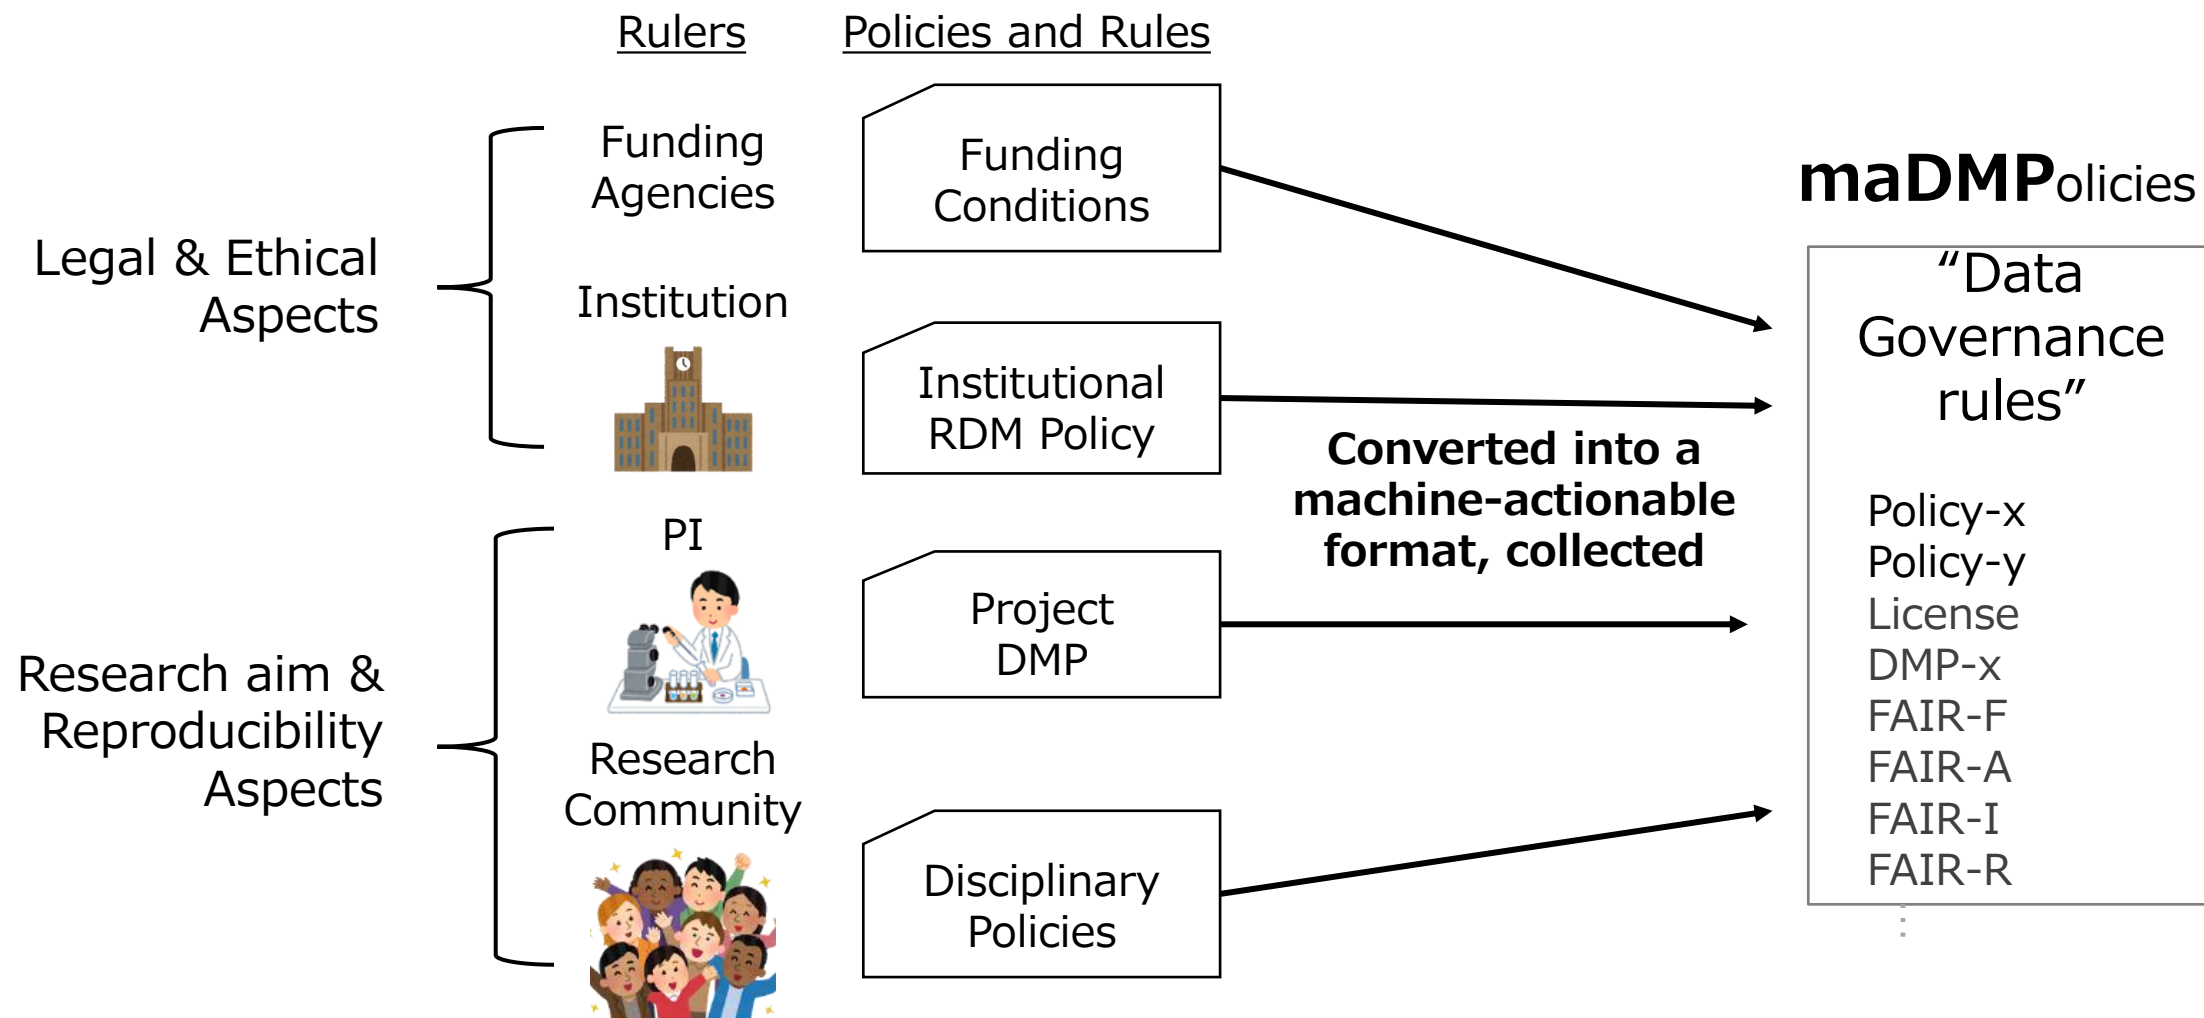 Rulers
Policies and Rules
Legal & Ethical
Aspects
Funding
Agencies
Funding
Conditions
Institution
Institutional
RDM Policy
Research aim &
Reproducibility
Aspects
PI
Project
DMP
Research
Community
Disciplinary
Policies
Converted into a
machine-actionable
format, collected
maDMPolicies
“Data
Governance
rules”
Policy-x
Policy-y
License
DMP-x
FAIR-F
FAIR-A
FAIR-I
FAIR-R
⋮